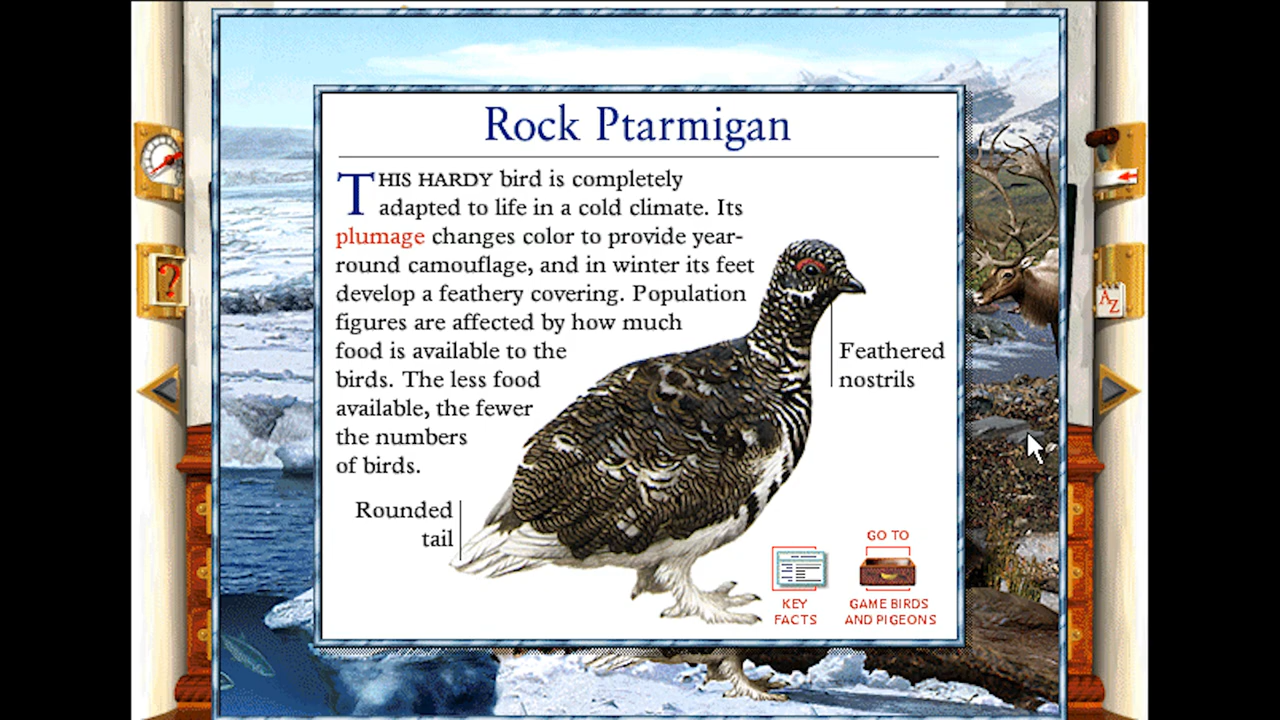 Rock Ptarmigan
THIS HARDY bird is completely
adapted to life in a cold climate. Its
plumage changes color to provide year-
round camouflage, and in winter its feet
develop a feathery covering. Population
figures are affected by how much
food is available to the
birds. The less food
available, the fewer
the numbers
of birds.
Feathered
nostrils
Rounded
tail
KEY
FACTS
GO TO
GAME BIRDS
AND PIGEONS
?
A
Z